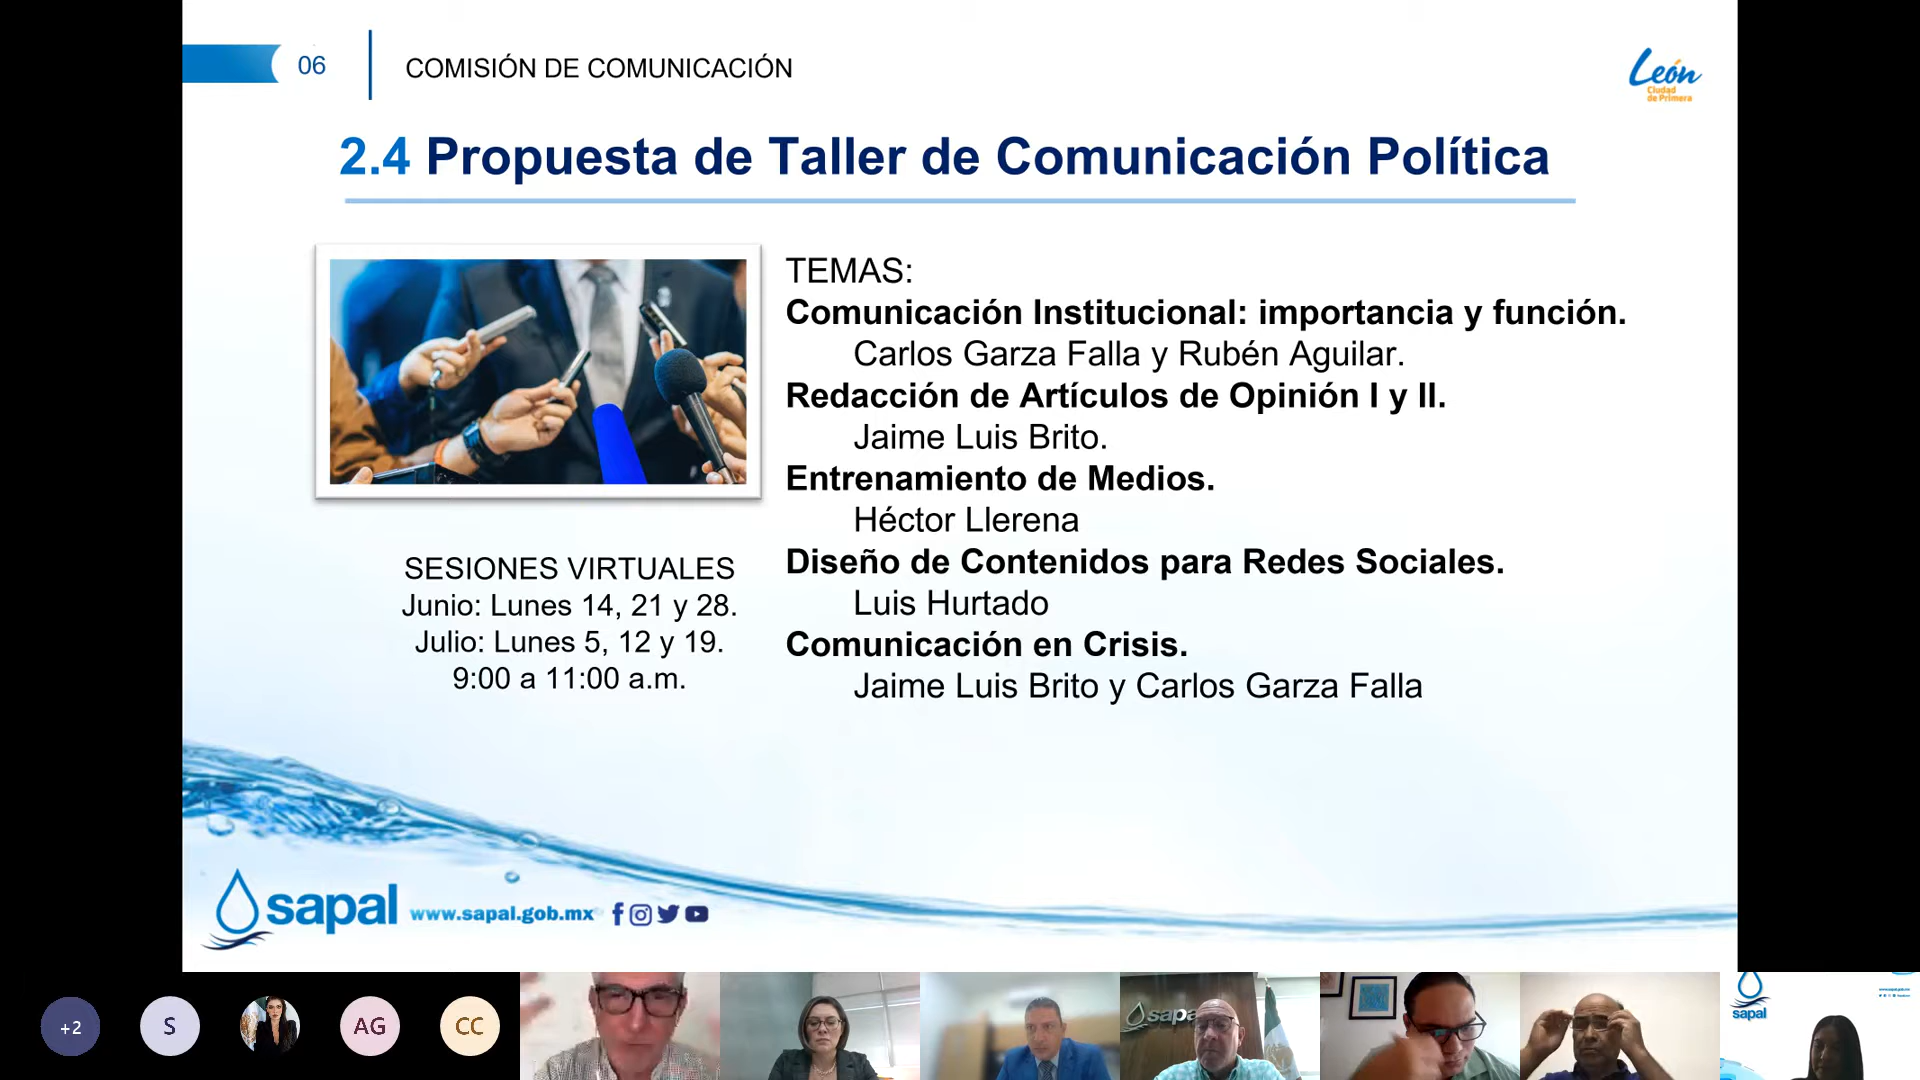 06
COMISIÓN DE COMUNICACIÓN
León
Ciudad
de Primera
2.4 Propuesta de Taller de Comunicación Política
TEMAS:
Comunicación Institucional: importancia y función.
Carlos Garza Falla y Rubén Aguilar.
Redacción de Artículos de Opinión I y II.
Jaime Luis Brito.
Entrenamiento de Medios.
Héctor Llerena
Diseño de Contenidos para Redes Sociales.
Luis Hurtado
Comunicación en Crisis.
Jaime Luis Brito y Carlos Garza Falla
SESIONES VIRTUALES
Junio: Lunes 14, 21 y 28.
Julio: Lunes 5, 12 y 19.
9:00 a 11:00 a.m.
sapal www.sapal.gob.mx
+2
S
AG
CC
sapal
sapal